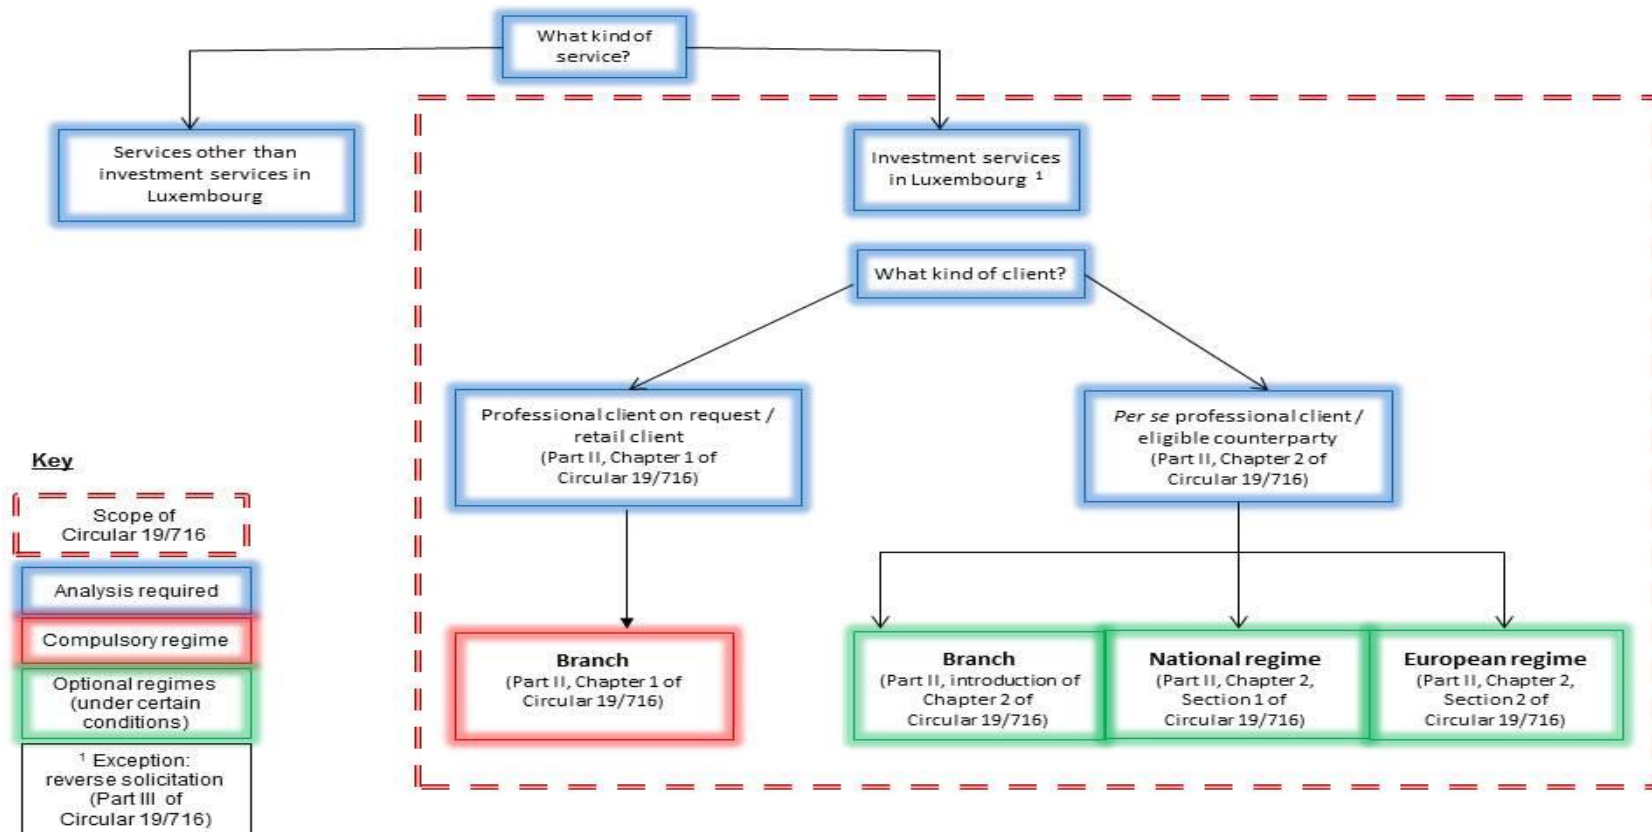 What kind of
service?
Services other than
investment services in
Luxembourg
Investment services
in Luxembourg ¹
What kind of client?
Professional client on request /
retail client
(Part II, Chapter 1 of
Circular 19/716)
Per se professional client /
eligible counterparty
(Part II, Chapter 2 of
Circular 19/716)
Branch
(Part II, Chapter 1 of
Circular 19/716)
Branch
(Part II, introduction of
Chapter 2 of
Circular 19/716)
National regime
(Part II, Chapter 2,
Section 1 of
Circular 19/716)
European regime
(Part II, Chapter 2,
Section 2 of
Circular 19/716)
Key
Scope of
Circular 19/716
Analysis required
Compulsory regime
Optional regimes
(under certain
conditions)
¹ Exception:
reverse solicitation
(Part III of
Circular 19/716)